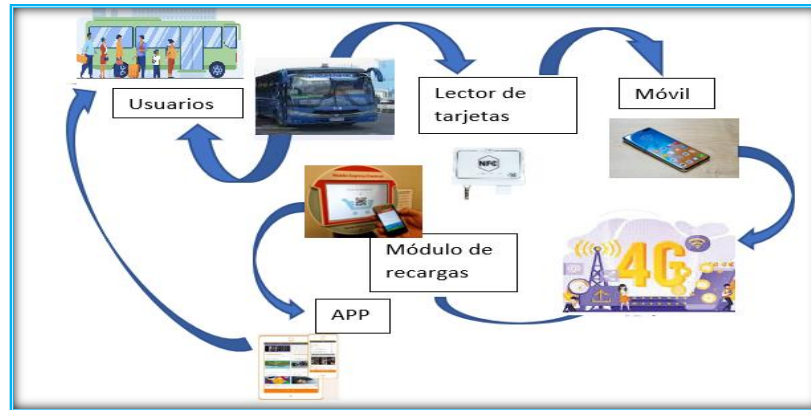 Usuarios
Lector de
tarjetas
Móvil
NFC
4G
Módulo de
recargas
APP